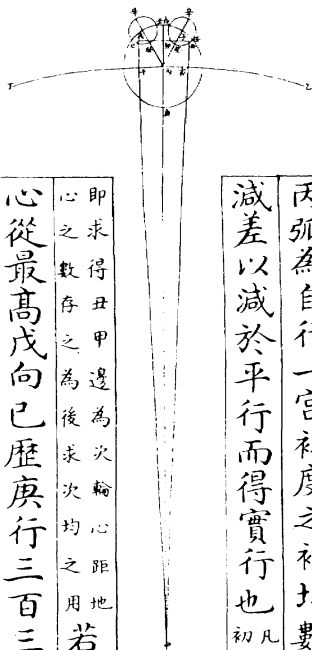 丙弧為自行一宫初度之初均數
減差以減於平行而得實行也凡
初
即求得丑甲邊為次輪心距地
心之數存之為後求次均之用
若
心從最髙戊向已歴庚行三百三